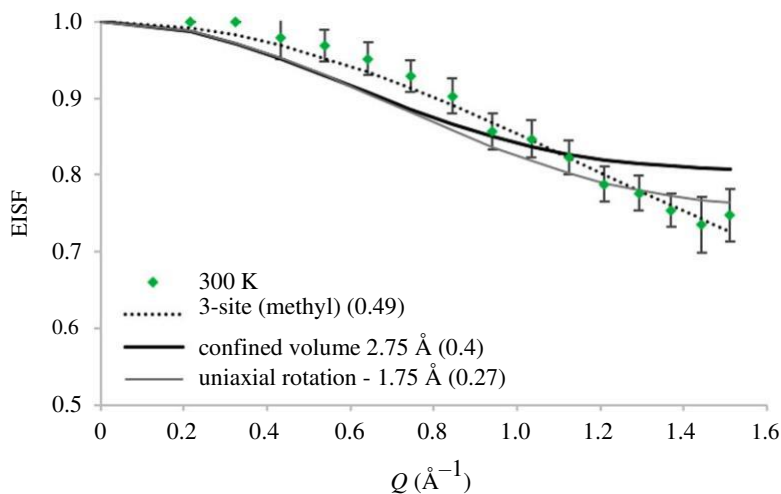 1.0
0.9
0.8
0.7
0.6
0.5
EISF
300 K
3-site (methyl) (0.49)
confined volume 2.75 Å (0.4)
uniaxial rotation - 1.75 Å (0.27)
0 0.2 0.4 0.6 0.8 1.0 1.2 1.4 1.6
Q (Å⁻¹)